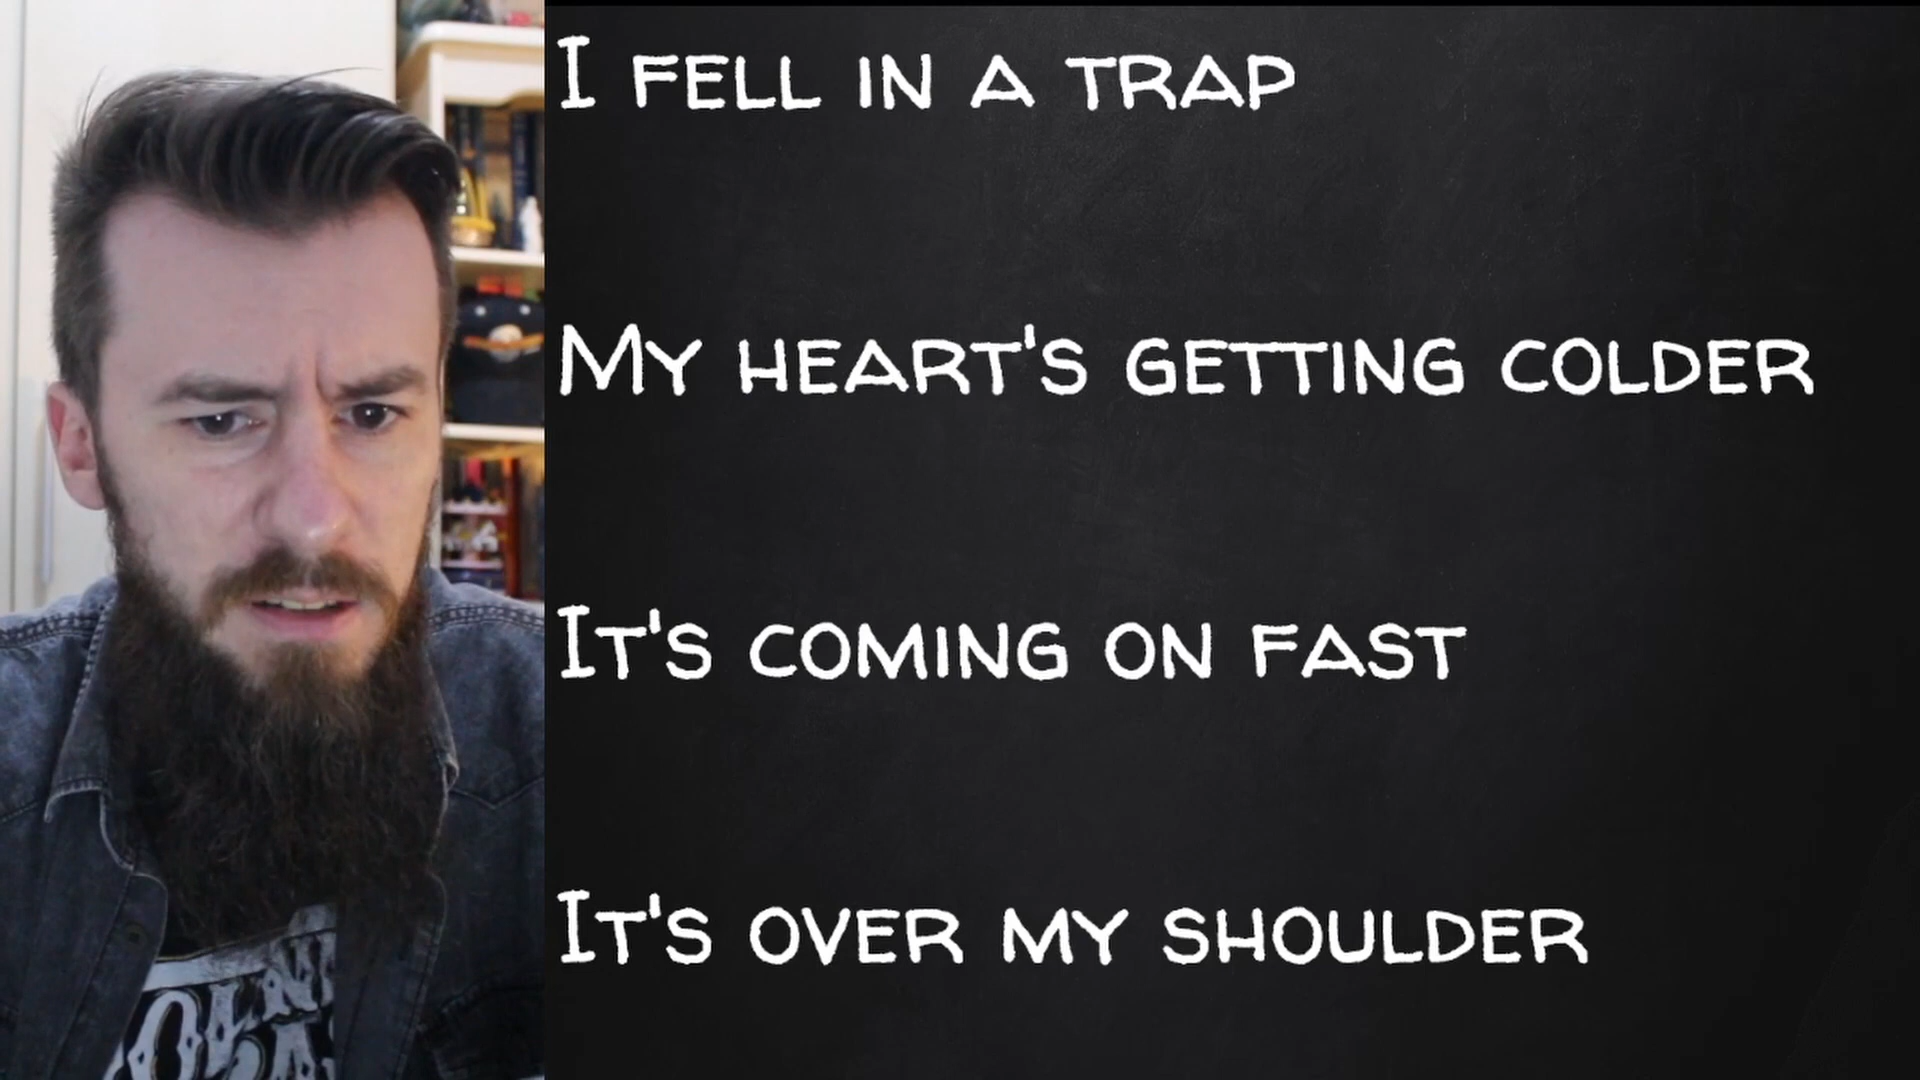 I fell in a trap
My heart's getting colder
It's coming on fast
It's over my shoulder